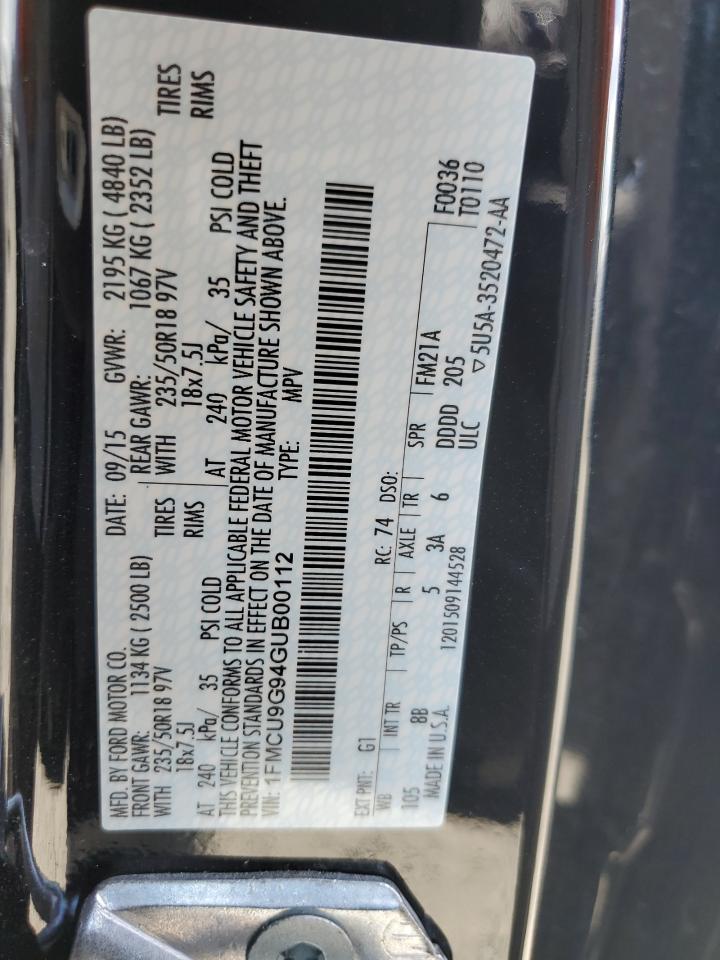 MFD. BY FORD MOTOR CO.
DATE: 09/15 GVWR: 2195 KG ( 4840 LB)
FRONT GAWR: 1134 KG ( 2500 LB)
REAR GAWR: 1067 KG ( 2352 LB)
WITH 235/50R18 97V TIRES
WITH 235/50R18 97V TIRES
18x7.5J RIMS
18x7.5J RIMS
AT 240 kPa/ 35 PSI COLD
AT 240 kPa/ 35 PSI COLD
THIS VEHICLE CONFORMS TO ALL APPLICABLE FEDERAL MOTOR VEHICLE SAFETY AND THEFT
PREVENTION STANDARDS IN EFFECT ON THE DATE OF MANUFACTURE SHOWN ABOVE.
VIN: 1FMCU9G94GUB00112 TYPE: MPV
EXT PNT: G1 RC: 74 DSO:
WB INT TR TP/PS R AXLE TR SPR FM21A F0036
105 8B 5 3A 6 DDDD 205 T0110
MADE IN U.S.A. 1201509144528 ULC
▽5U5A-3520472-AA